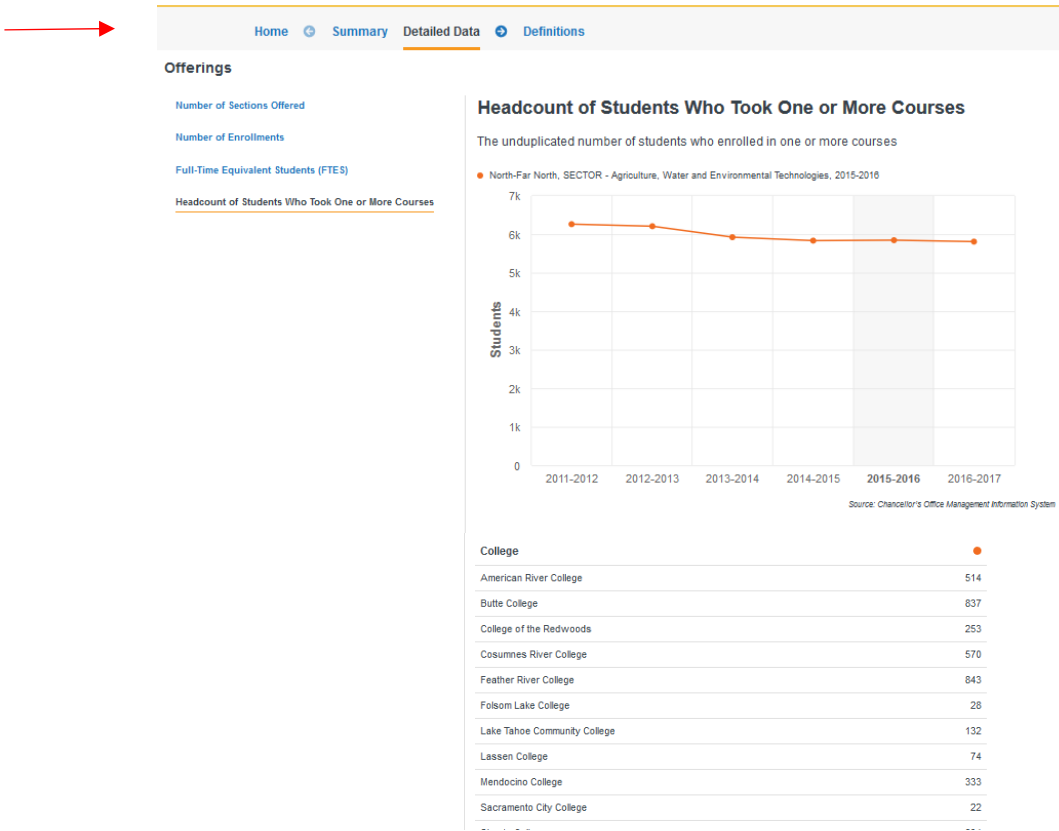 Home Summary Detailed Data Definitions
Offerings
Number of Sections Offered
Number of Enrollments
Full-Time Equivalent Students (FTES)
Headcount of Students Who Took One or More Courses
Headcount of Students Who Took One or More Courses
The unduplicated number of students who enrolled in one or more courses
North-Far North, SECTOR - Agriculture, Water and Environmental Technologies, 2015-2016
7k
6k
5k
4k
3k
2k
1k
0
Students
2011-2012 2012-2013 2013-2014 2014-2015 2015-2016 2016-2017
Source: Chancellor's Office Management Information System
College
American River College 514
Butte College 837
College of the Redwoods 253
Cosumnes River College 570
Feather River College 843
Folsom Lake College 28
Lake Tahoe Community College 132
Lassen College 74
Mendocino College 333
Sacramento City College 22